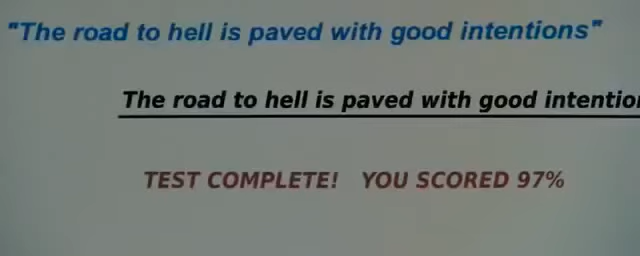 "The road to hell is paved with good intentions"
The road to hell is paved with good intentio
TEST COMPLETE! YOU SCORED 97%